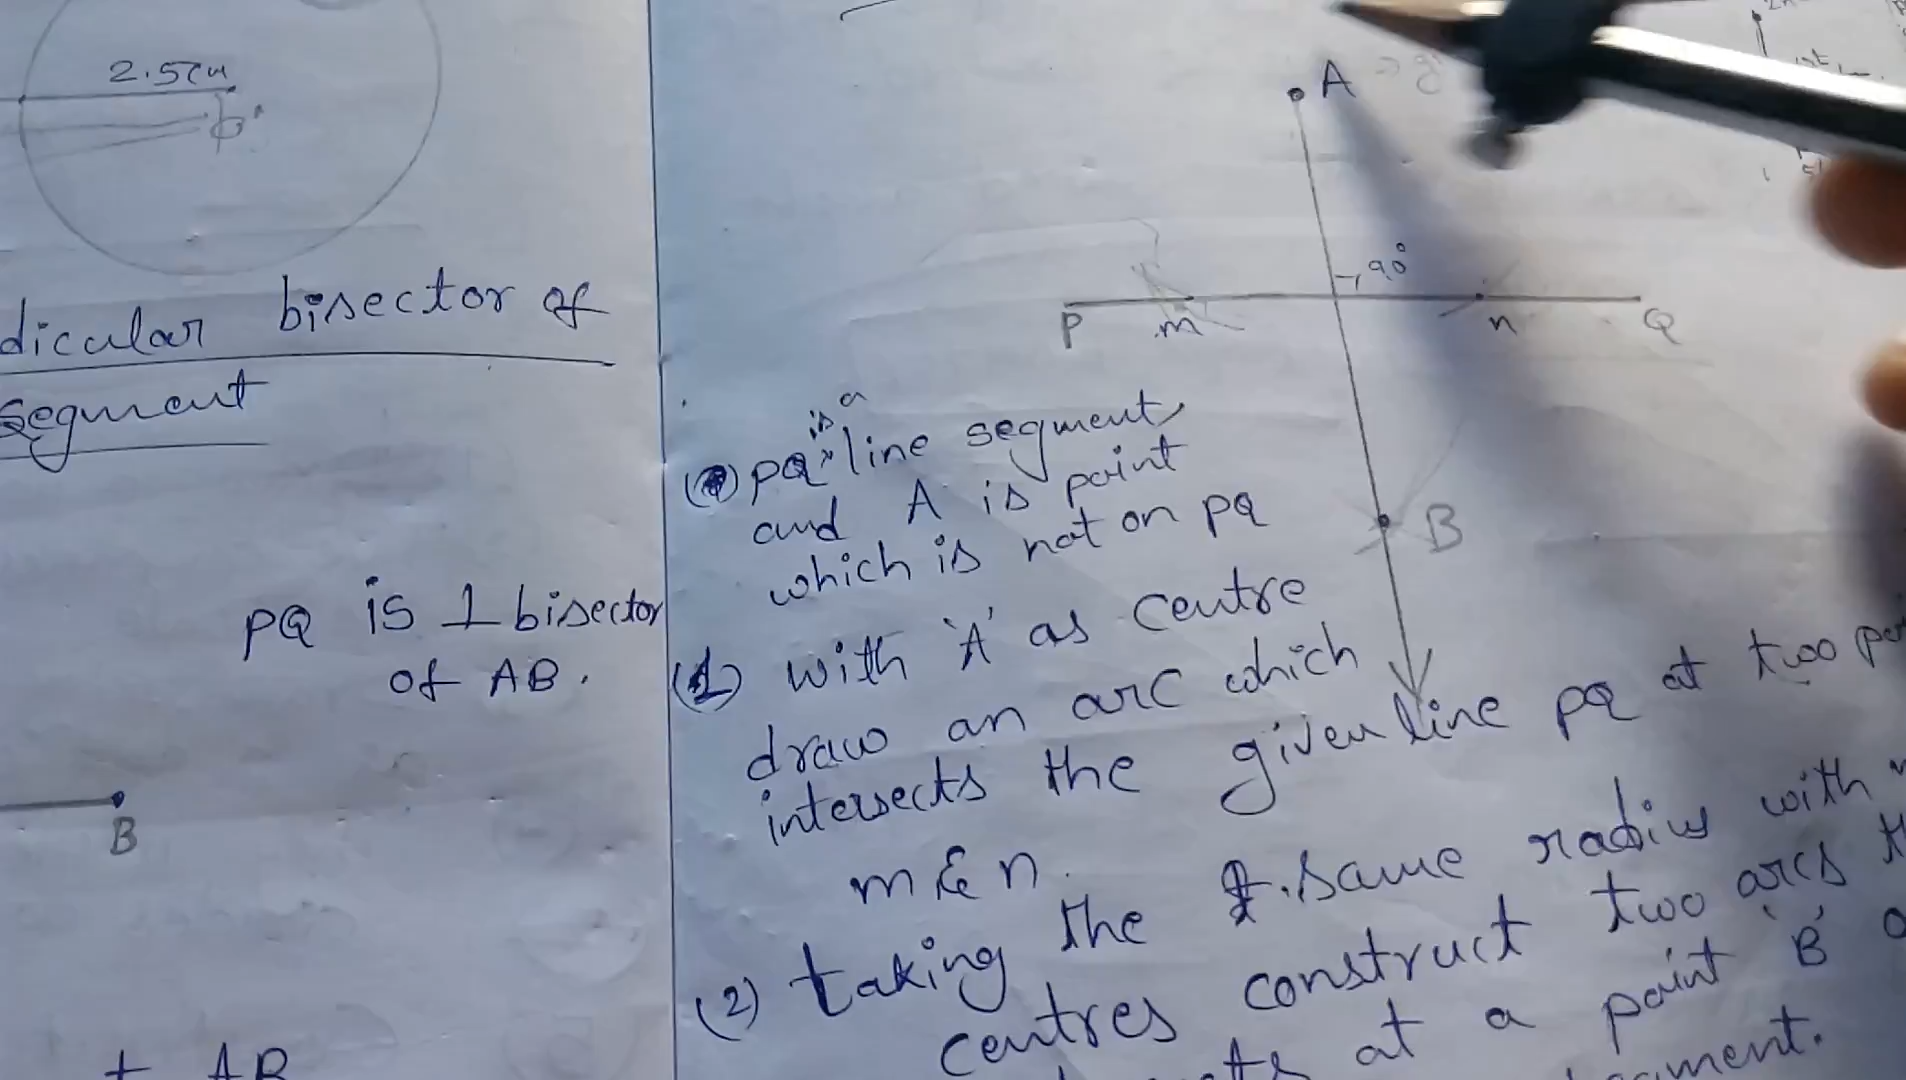 2.5cm
dicular bisector of
segment
PQ is ⊥ bisector
of AB.
B
AB
A
90°
P m n Q
B
PQ is a line segment
and A is point
which is not on PQ
(1) with 'A' as centre
draw an arc which
intersects the given line PQ at two
m & n.
(2) taking the same radius with
centres construct two arcs
at a point 'B'